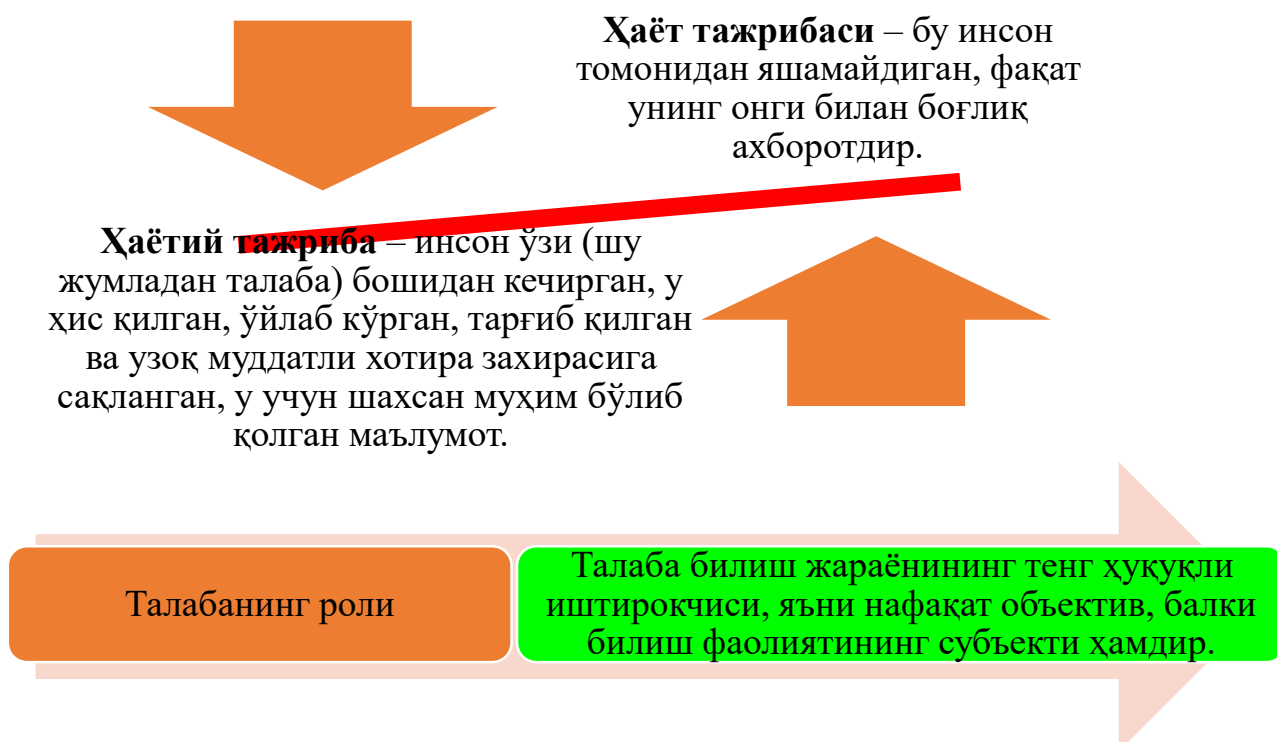 Ҳаёт тажрибаси – бу инсон
томонидан яшамайдиган, фақат
унинг онги билан боғлиқ
ахборотдир.
Ҳаётий тажриба – инсон ўзи (шу
жумладан талаба) бошидан кечирган, у
ҳис қилган, ўйлаб кўрган, тарғиб қилган
ва узоқ муддатли хотира захирасига
сақланган, у учун шахсан муҳим бўлиб
қолган маълумот.
Талабанинг роли
Талаба билиш жараёнининг тенг ҳуқуқли
иштирокчиси, яъни нафақат объектив, балки
билиш фаолиятининг субъекти ҳамдир.